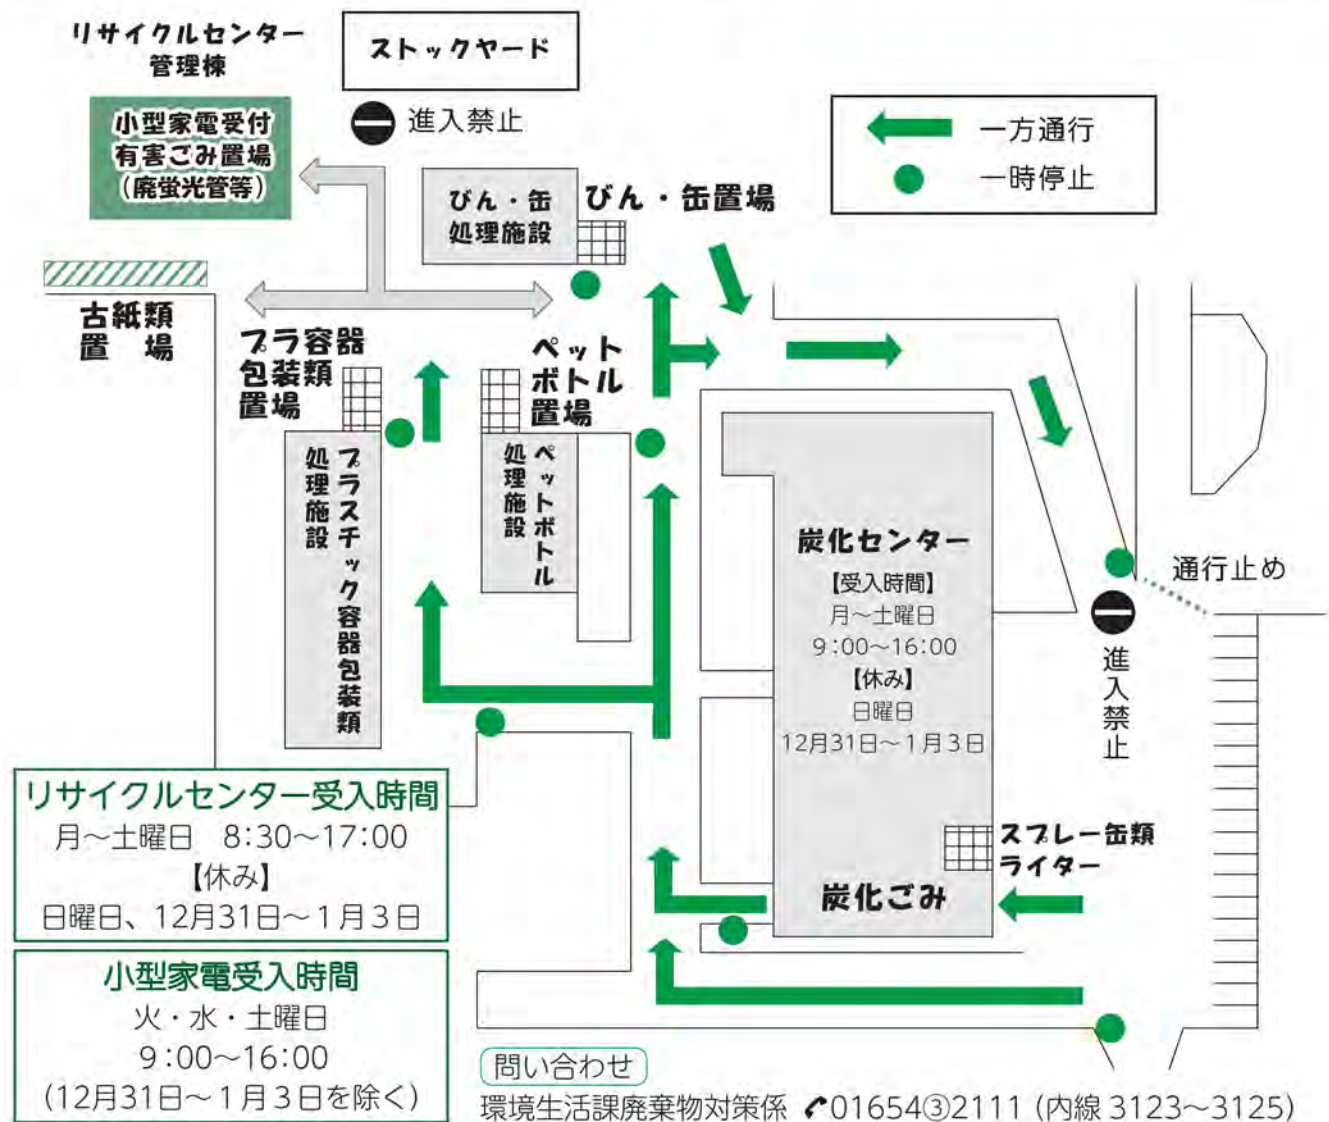 リサイクルセンター
管理棟
ストックヤード
進入禁止
小型家電受付
有害ごみ置場
(廃蛍光管等)
一方通行
一時停止
びん・缶
処理施設
びん・缶置場
古紙類
置　場
プラ容器
包装類
置場
ペット
ボトル
置場
プラスチック容器包装類
処理施設
ペットボトル
処理施設
炭化センター
【受入時間】
月～土曜日
9:00～16:00
【休み】
日曜日
12月31日～1月3日
通行止め
進入禁止
スプレー缶類
ライター
炭化ごみ
リサイクルセンター受入時間
月～土曜日　8:30～17:00
【休み】
日曜日、12月31日～1月3日
小型家電受入時間
火・水・土曜日
9:00～16:00
(12月31日～1月3日を除く)
問い合わせ
環境生活課廃棄物対策係 01654③2111 (内線 3123～3125)